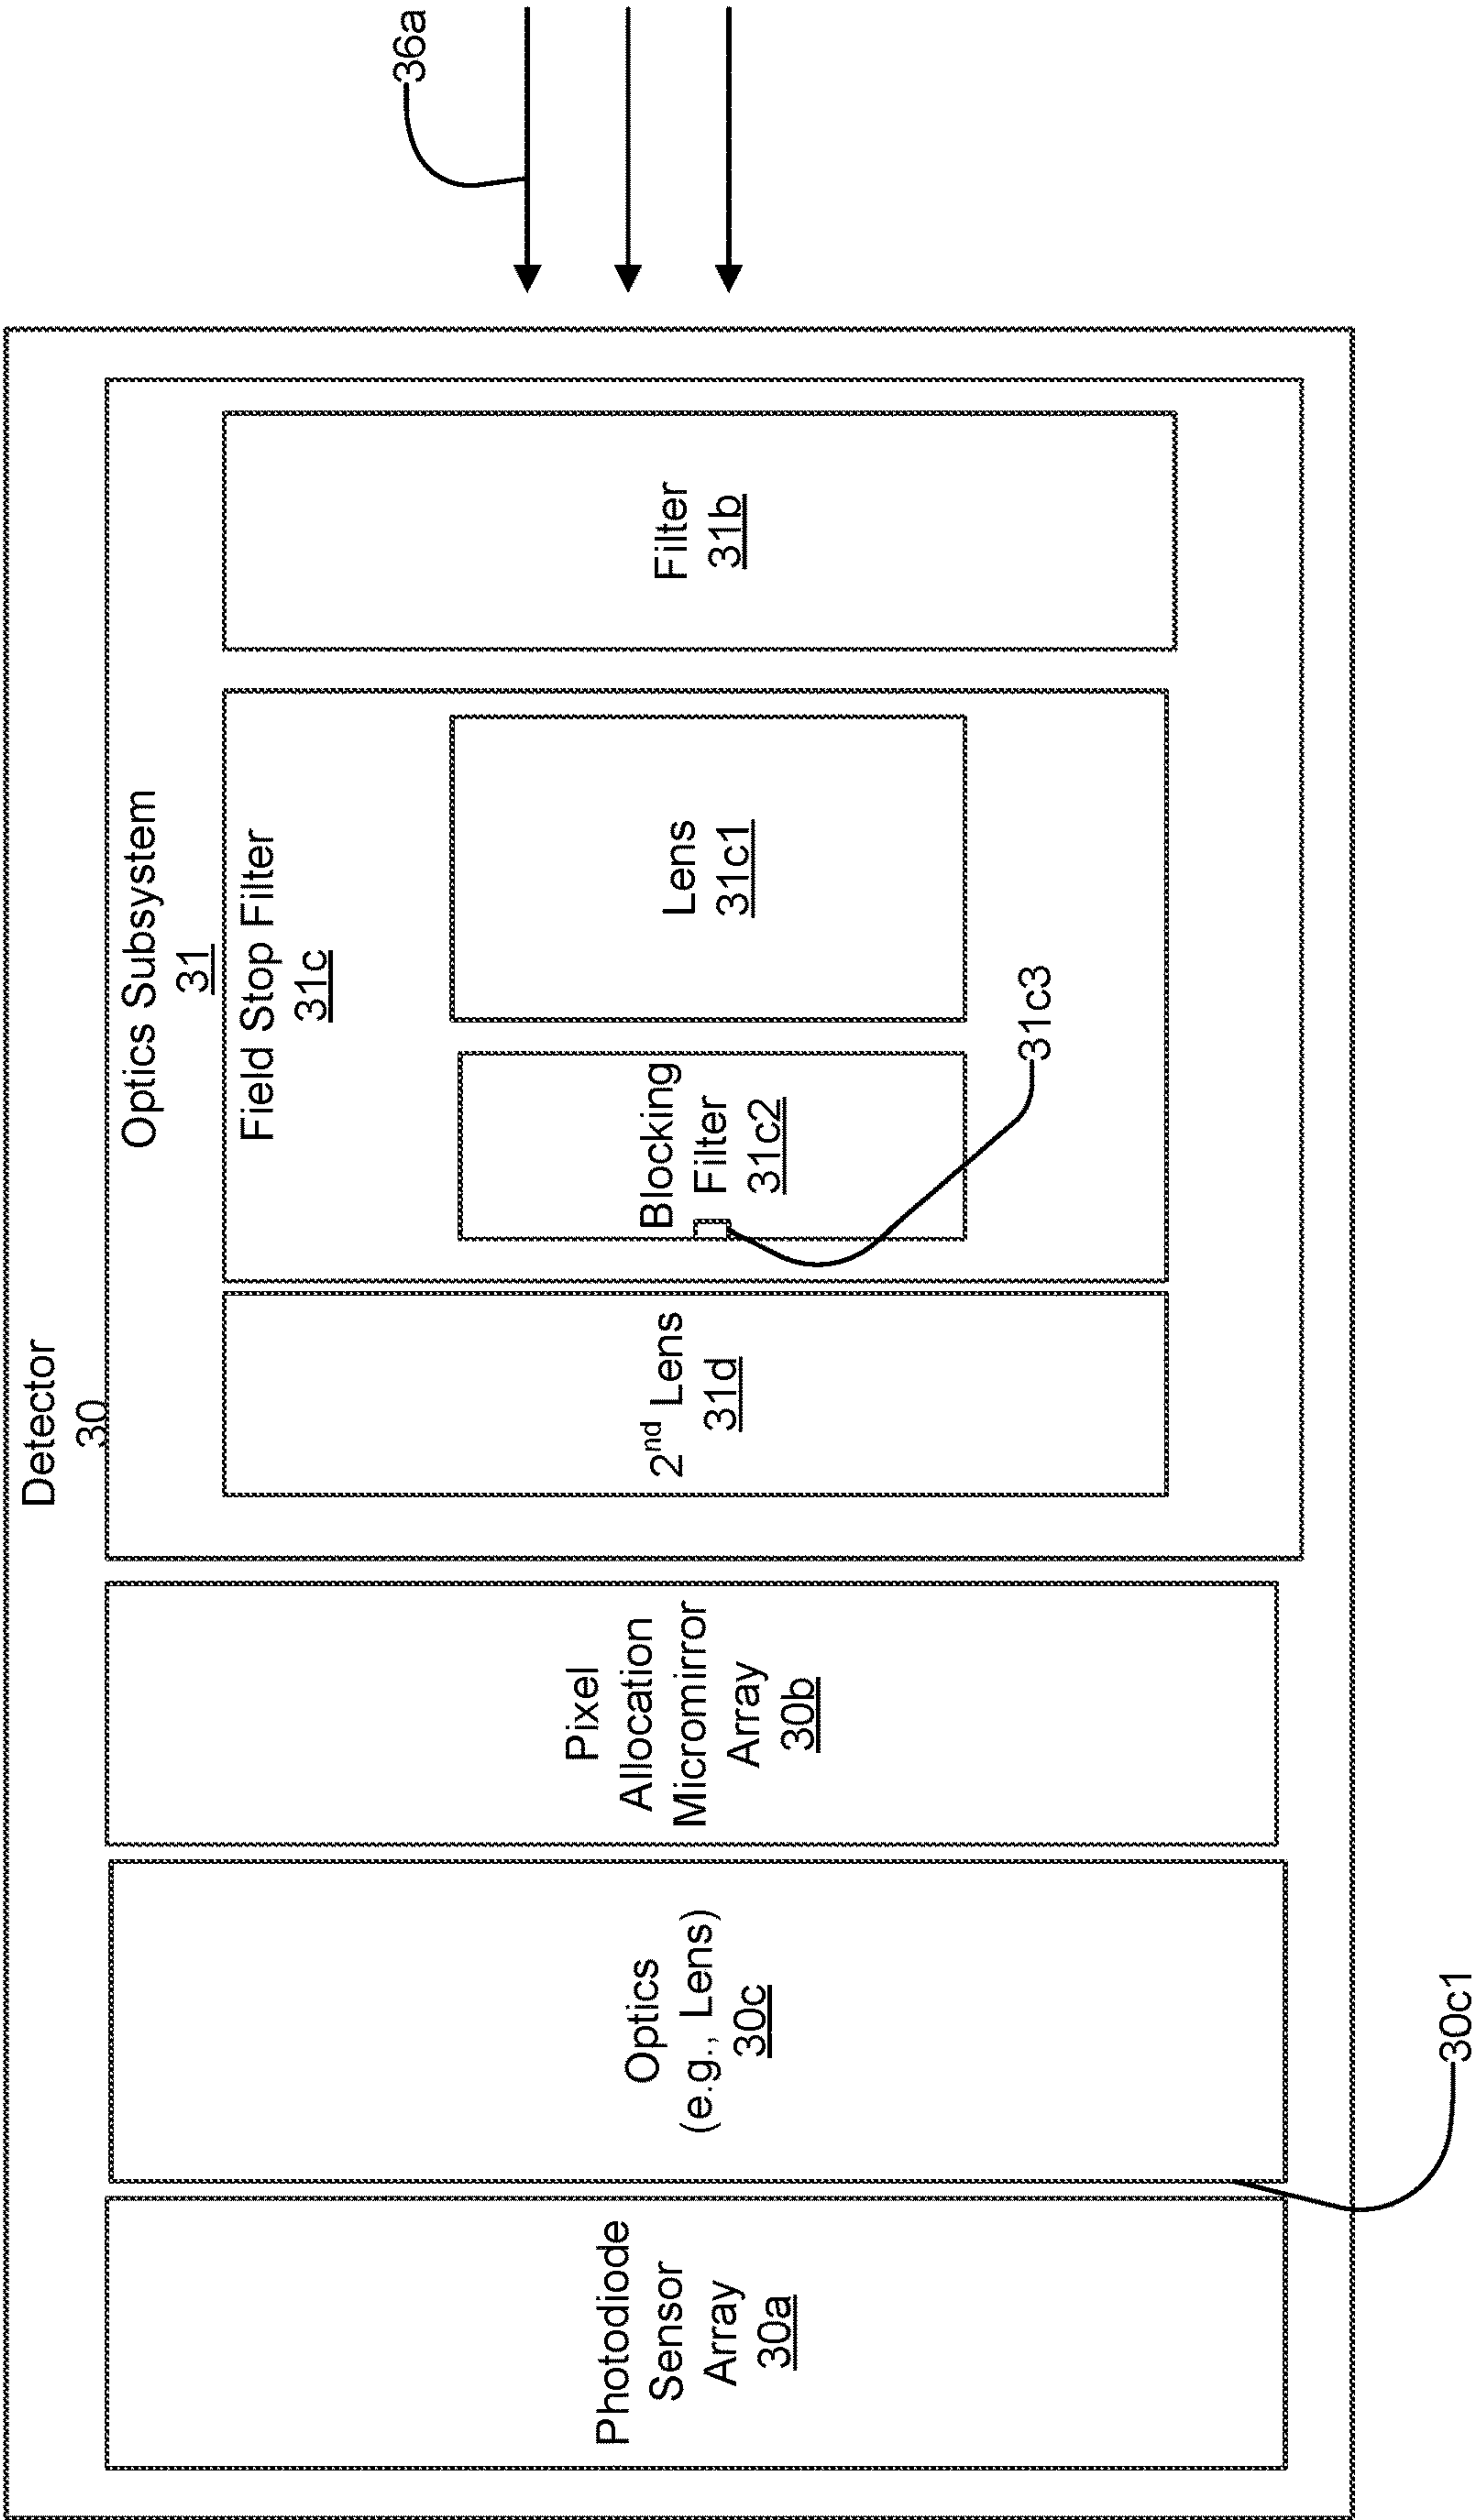 Detector
30
Photodiode
Sensor
Array
30a
Optics
(e.g., Lens)
30c
30c1
Pixel
Allocation
Micromirror
Array
30b
Optics Subsystem
31
2nd Lens
31d
Field Stop Filter
31c
Blocking
Filter
31c2
31c3
Lens
31c1
Filter
31b
36a